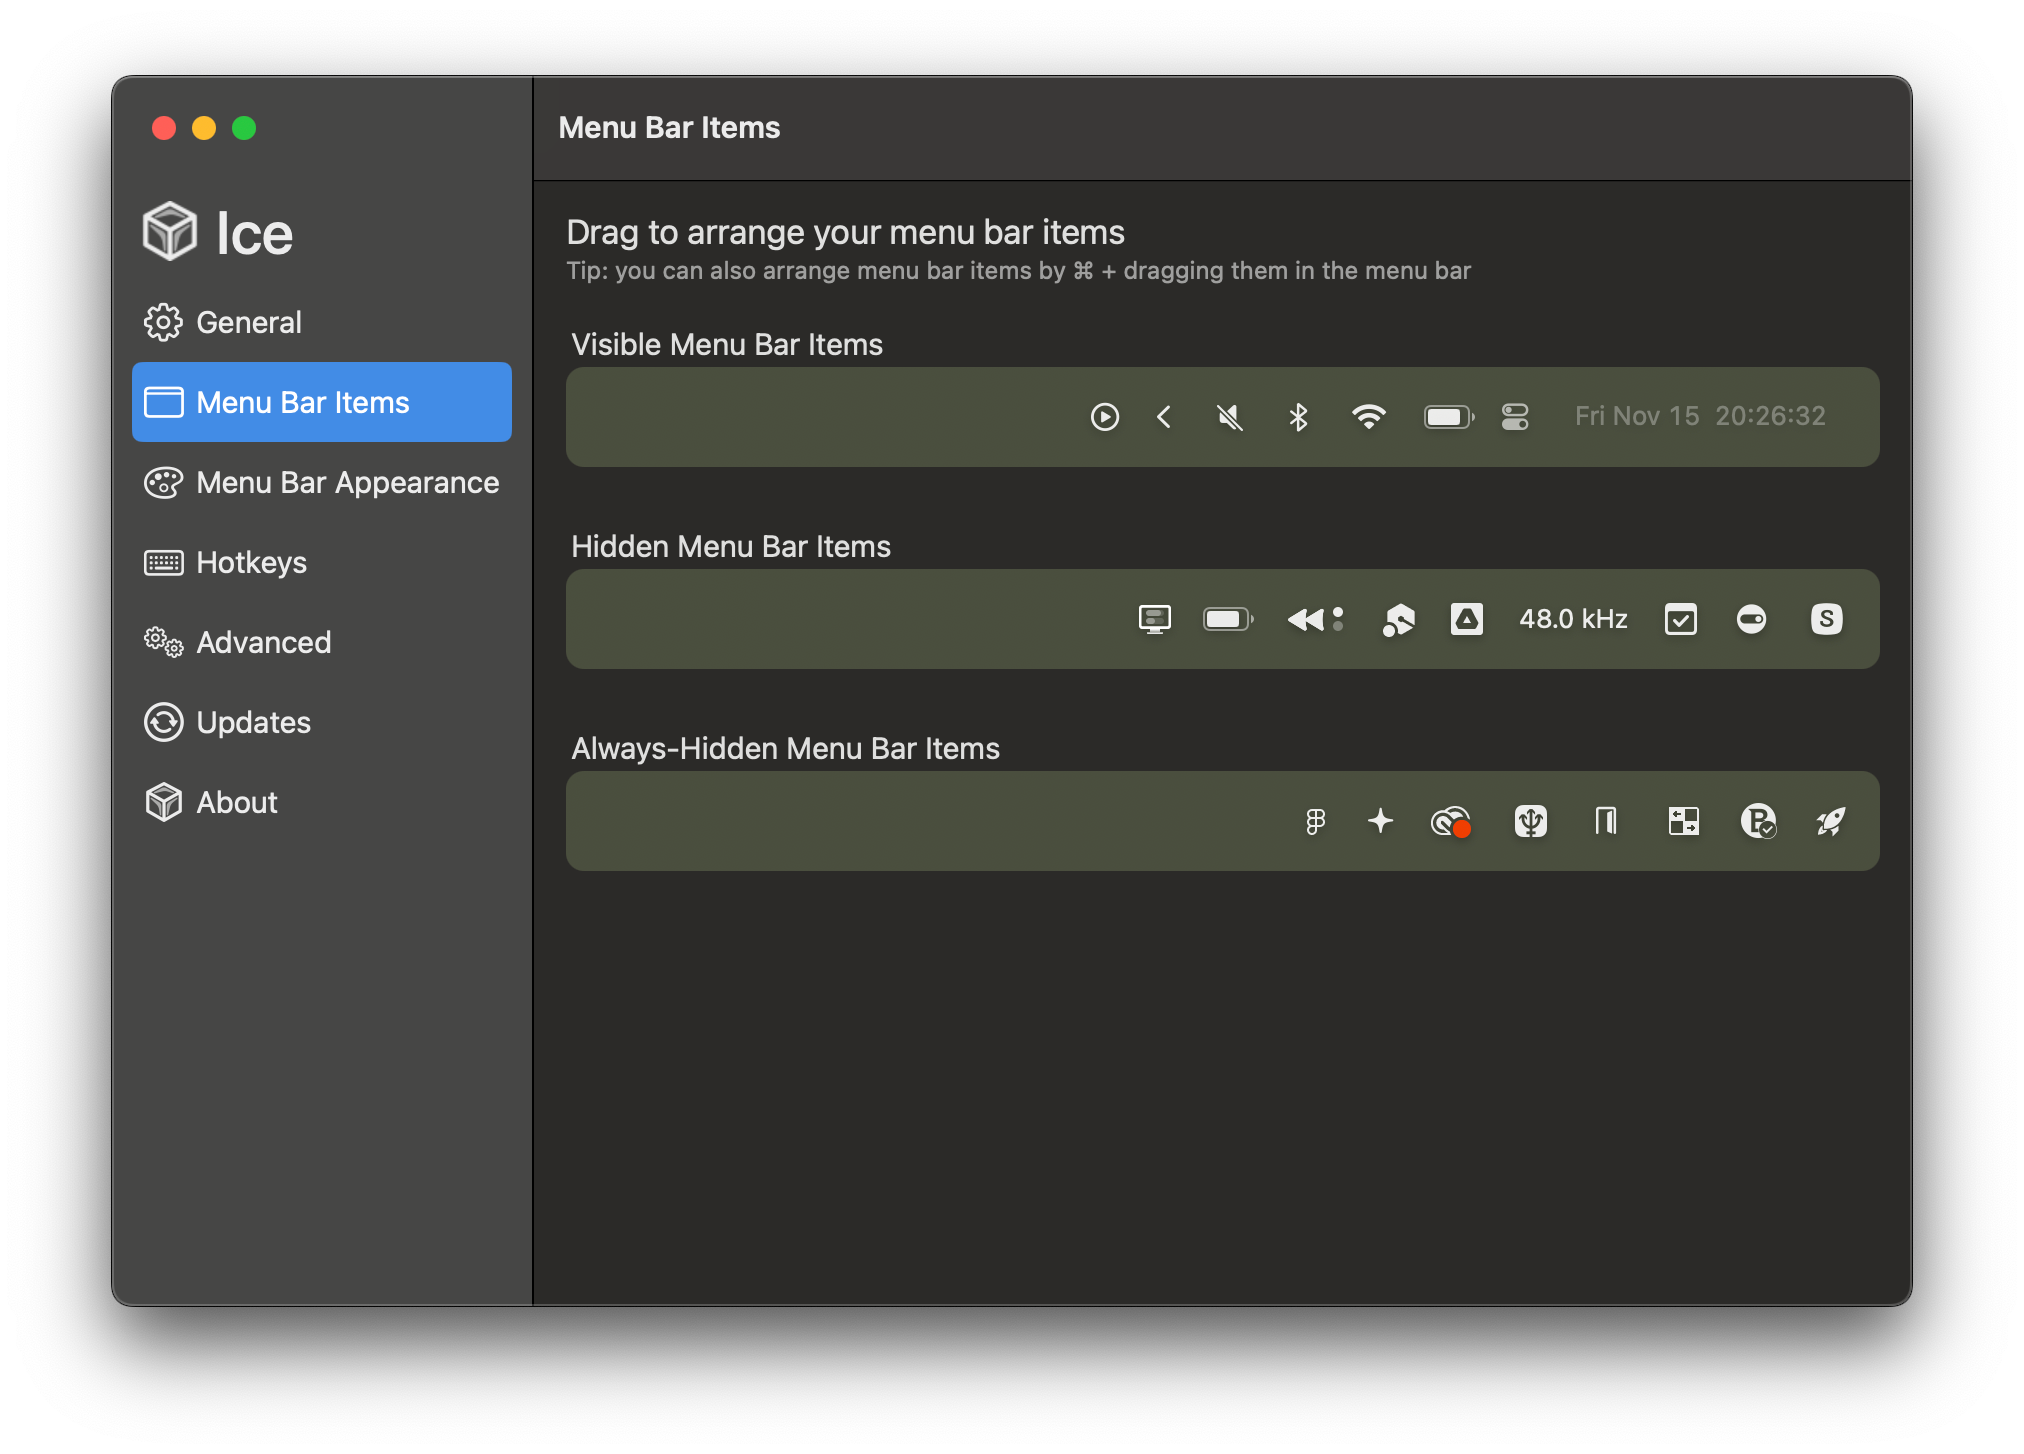 Menu Bar Items
Ice
General
Menu Bar Items
Menu Bar Appearance
Hotkeys
Advanced
Updates
About
Drag to arrange your menu bar items
Tip: you can also arrange menu bar items by ⌘ + dragging them in the menu bar
Visible Menu Bar Items
Fri Nov 15 20:26:32
Hidden Menu Bar Items
48.0 kHz
S
Always-Hidden Menu Bar Items